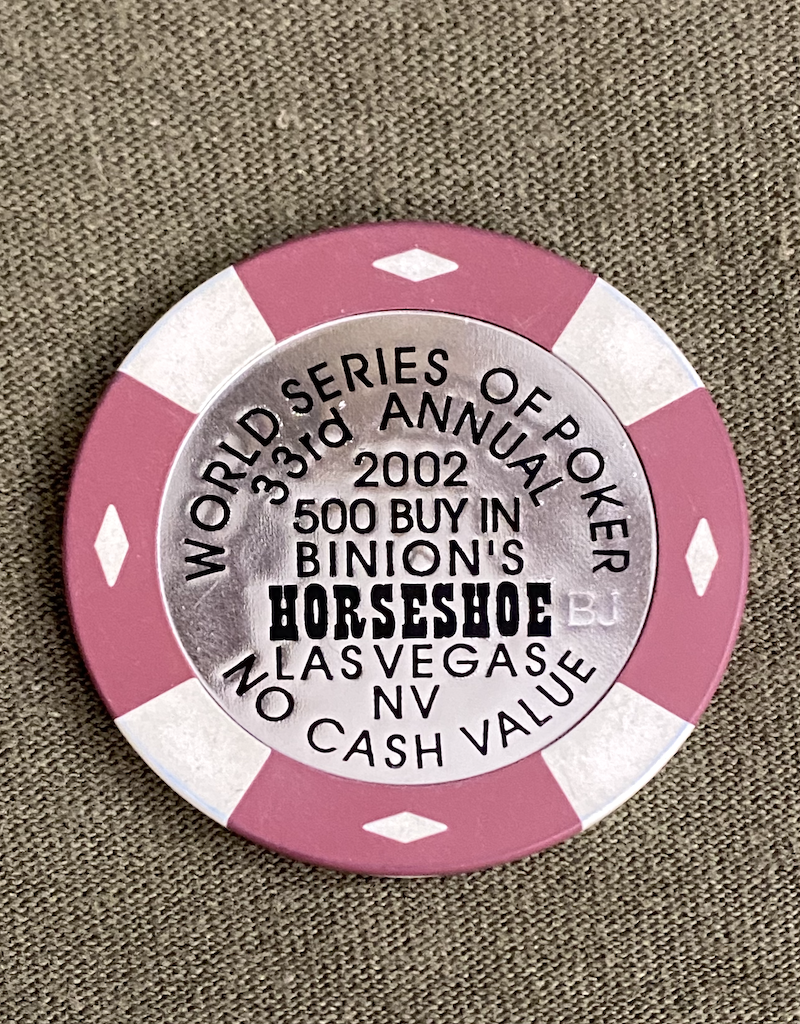 WORLD SERIES OF POKER
33rd ANNUAL
2002
500 BUY IN
BINION'S
HORSESHOE BJ
LAS VEGAS
NV
NO CASH VALUE